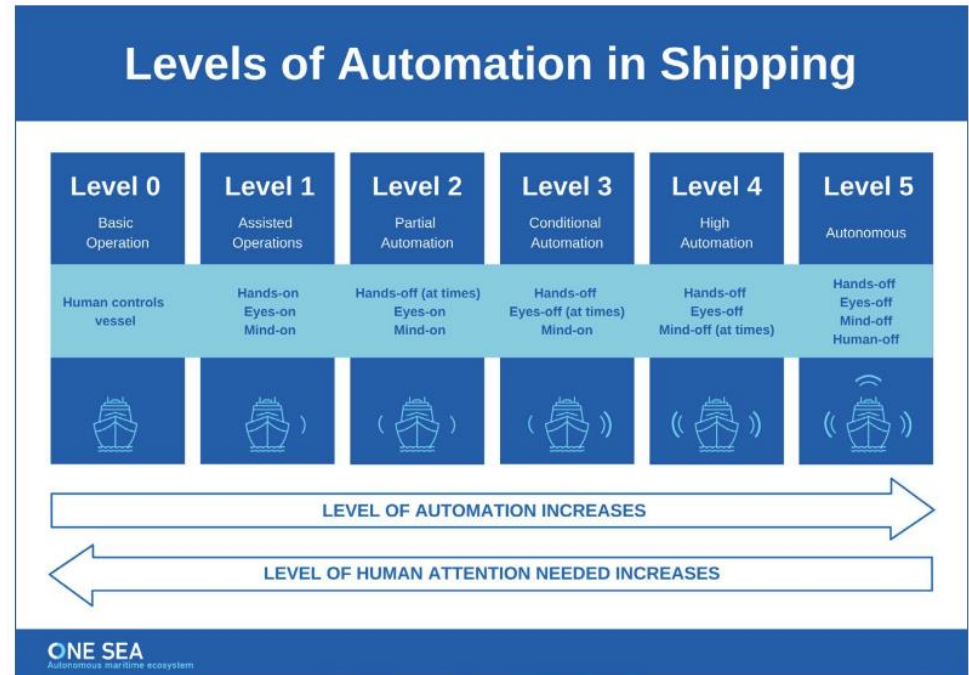 Levels of Automation in Shipping
Level 0
Basic
Operation
Human controls
vessel
Level 1
Assisted
Operations
Hands-on
Eyes-on
Mind-on
Level 2
Partial
Automation
Hands-off (at times)
Eyes-on
Mind-on
Level 3
Conditional
Automation
Hands-off
Eyes-off (at times)
Mind-on
Level 4
High
Automation
Hands-off
Eyes-off
Mind-off (at times)
Level 5
Autonomous
Hands-off
Eyes-off
Mind-off
Human-off
LEVEL OF AUTOMATION INCREASES
LEVEL OF HUMAN ATTENTION NEEDED INCREASES
ONE SEA
Autonomous maritime ecosystem